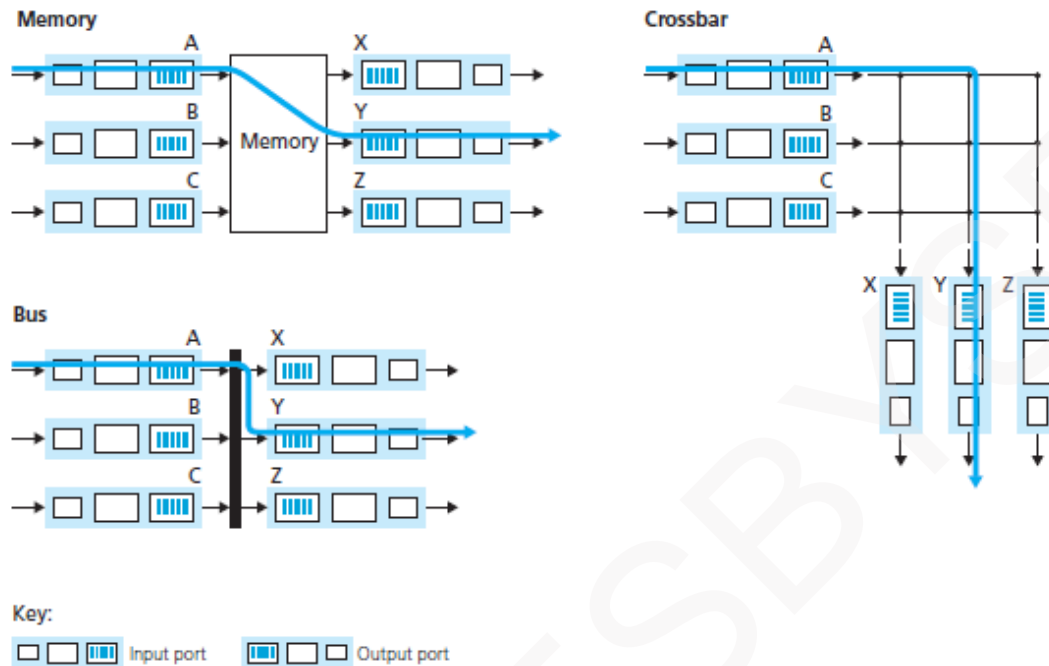 Memory
A
X
B
Y
Memory
C
Z
Crossbar
A
B
C
X
Y
Z
Bus
A
X
B
Y
C
Z
Key:
Input port
Output port